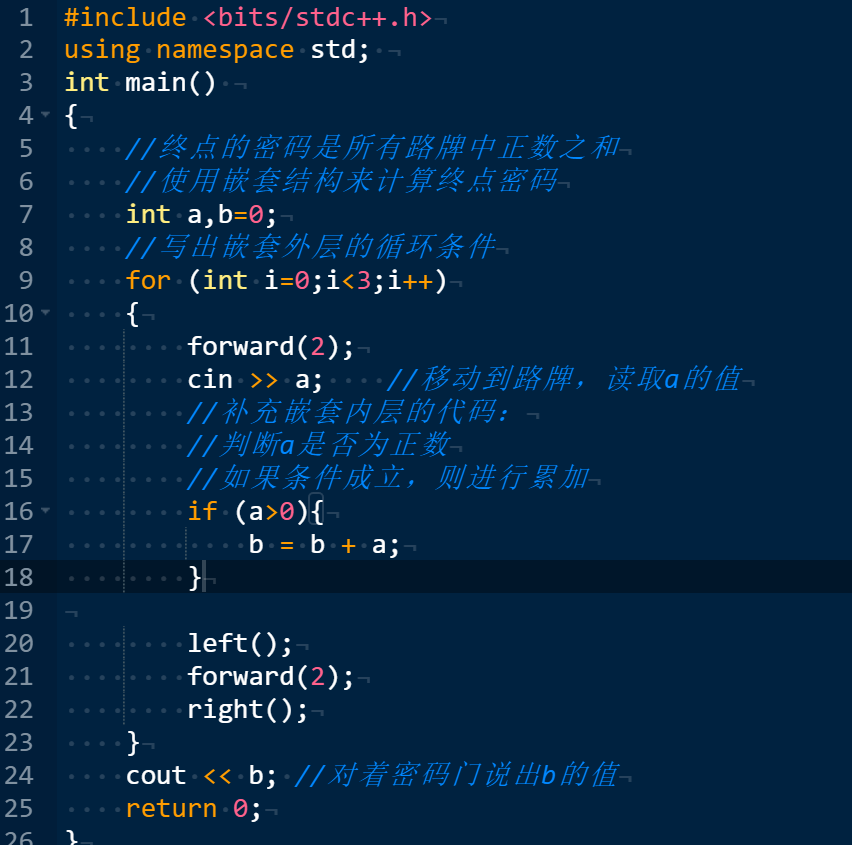 1 #include <bits/stdc++.h>
2 using namespace std;
3 int main()
4 {
5 //终点的密码是所有路牌中正数之和
6 //使用嵌套结构来计算终点密码
7 int a,b=0;
8 //写出嵌套外层的循环条件
9 for (int i=0;i<3;i++)
10 {
11 forward(2);
12 cin >> a; //移动到路牌，读取a的值
13 //补充嵌套内层的代码：
14 //判断a是否为正数
15 //如果条件成立，则进行累加
16 if (a>0){
17 b = b + a;
18 }
19
20 left();
21 forward(2);
22 right();
23 }
24 cout << b; //对着密码门说出b的值
25 return 0;
26 }